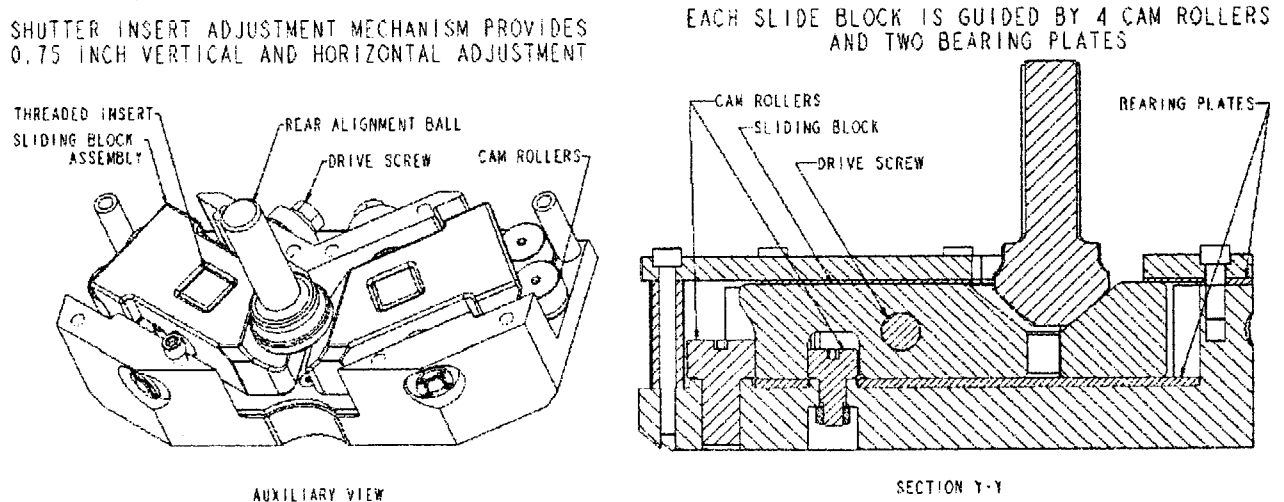 SHUTTER INSERT ADJUSTMENT MECHANISM PROVIDES
0.75 INCH VERTICAL AND HORIZONTAL ADJUSTMENT
THREADED INSERT
SLIDING BLOCK
ASSEMBLY
REAR ALIGNMENT BALL
DRIVE SCREW
CAM ROLLERS
AUXILIARY VIEW
EACH SLIDE BLOCK IS GUIDED BY 4 CAM ROLLERS
AND TWO BEARING PLATES
CAM ROLLERS
SLIDING BLOCK
DRIVE SCREW
BEARING PLATES
SECTION Y-Y